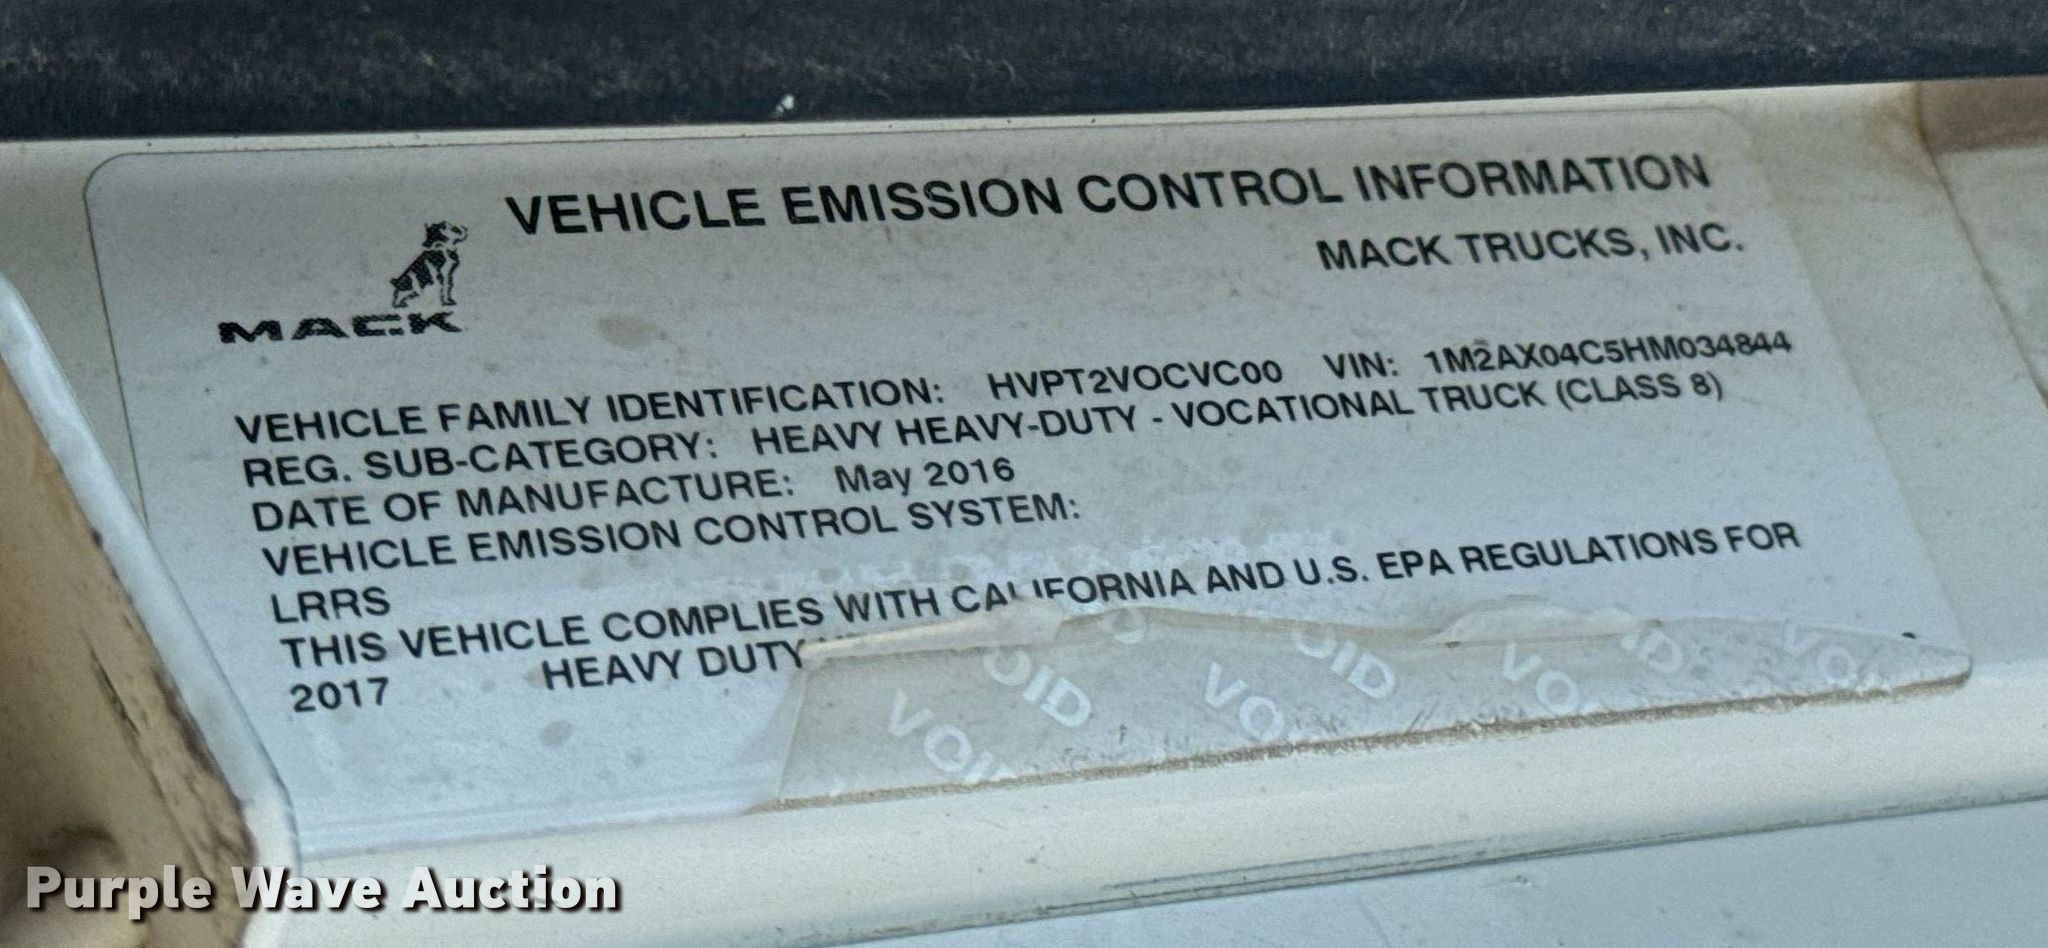 VEHICLE EMISSION CONTROL INFORMATION
MACK TRUCKS, INC.
MACK
VEHICLE FAMILY IDENTIFICATION: HVPT2VOCVC00 VIN: 1M2AX04C5HM034844
REG. SUB-CATEGORY: HEAVY HEAVY-DUTY - VOCATIONAL TRUCK (CLASS 8)
DATE OF MANUFACTURE: May 2016
VEHICLE EMISSION CONTROL SYSTEM:
LRRS
THIS VEHICLE COMPLIES WITH CALIFORNIA AND U.S. EPA REGULATIONS FOR
2017 HEAVY DUTY
VOID VOID VOID VOID
VOID VOID VOID
Purple Wave Auction